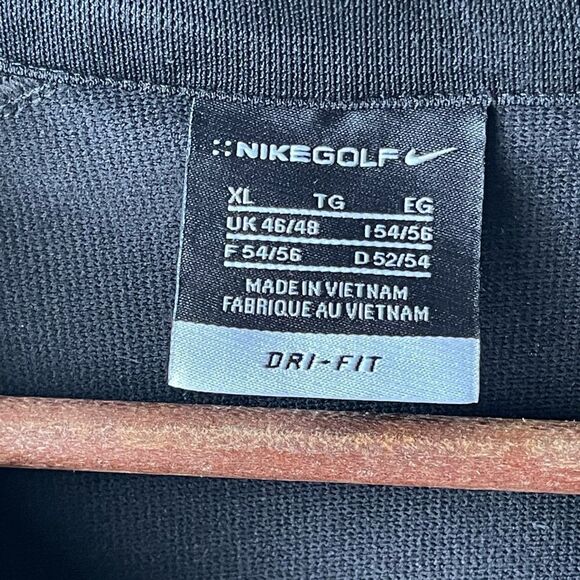 NIKEGOLF
XL TG EG
UK 46/48 I 54/56
F 54/56 D 52/54
MADE IN VIETNAM
FABRIQUE AU VIETNAM
DRI-FIT